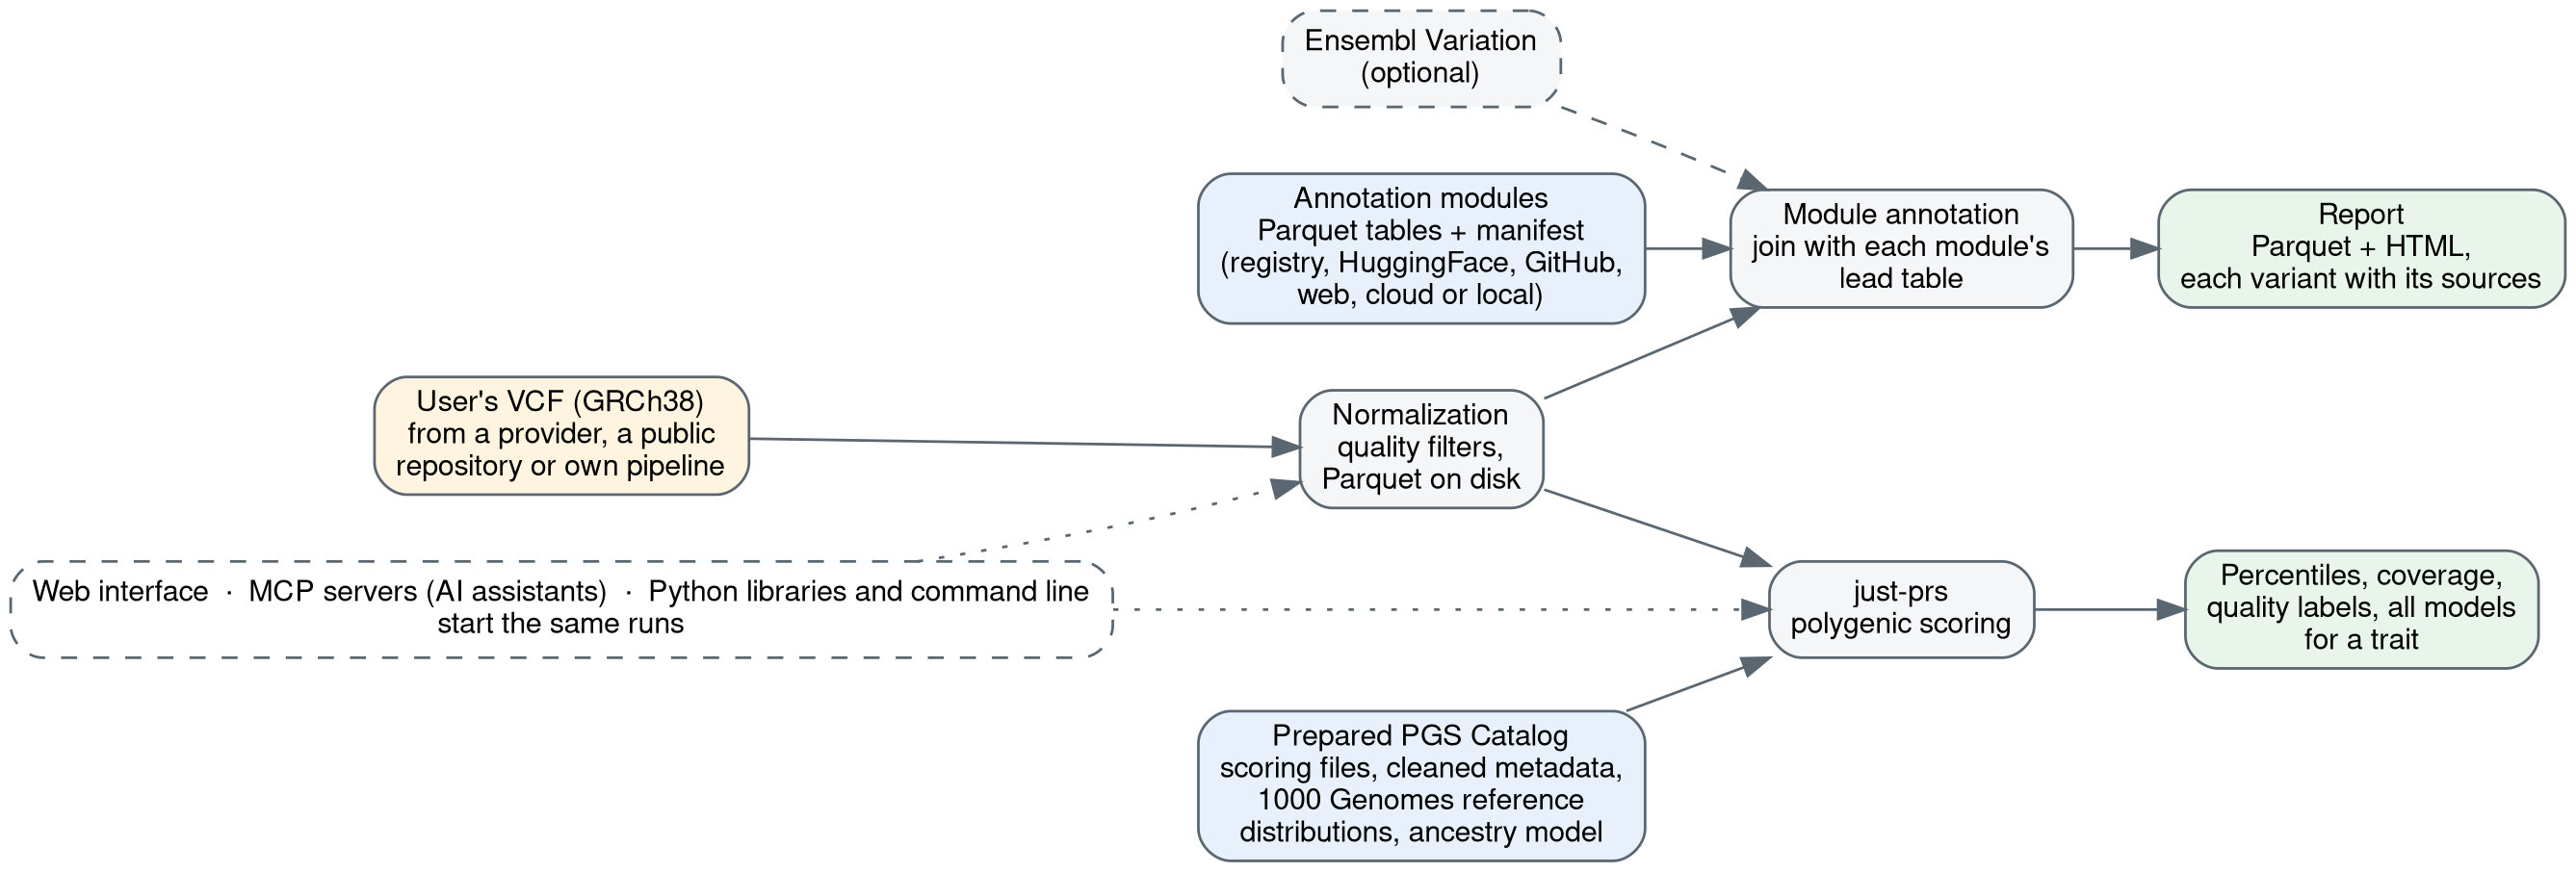 Ensembl Variation
(optional)
Annotation modules
Parquet tables + manifest
(registry, HuggingFace, GitHub,
web, cloud or local)
Module annotation
join with each module's
lead table
Report
Parquet + HTML,
each variant with its sources
User's VCF (GRCh38)
from a provider, a public
repository or own pipeline
Normalization
quality filters,
Parquet on disk
Web interface · MCP servers (AI assistants) · Python libraries and command line
start the same runs
just-prs
polygenic scoring
Percentiles, coverage,
quality labels, all models
for a trait
Prepared PGS Catalog
scoring files, cleaned metadata,
1000 Genomes reference
distributions, ancestry model